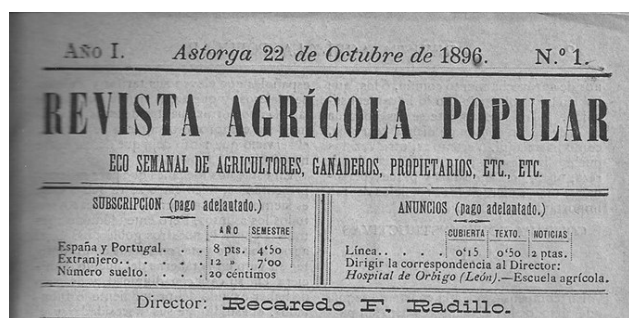 Año I. Astorga 22 de Octubre de 1896. N.º 1.
REVISTA AGRÍCOLA POPULAR
ECO SEMANAL DE AGRICULTORES, GANADEROS, PROPIETARIOS, ETC., ETC.
SUBSCRIPCION (pago adelantado.)
AÑO SEMESTRE
España y Portugal. . . . 8 pts. 4'50
Extranjero. . . . . . 12 » 7'00
Número suelto. . . . 20 céntimos
ANUNCIOS (pago adelantado.)
CUBIERTA TEXTO. NOTICIAS
Línea. . . . . 0'15 0'50 2 ptas.
Dirigir la correspondencia al Director:
Hospital de Orbigo (León).—Escuela agrícola.
Director: Recaredo F. Radillo.